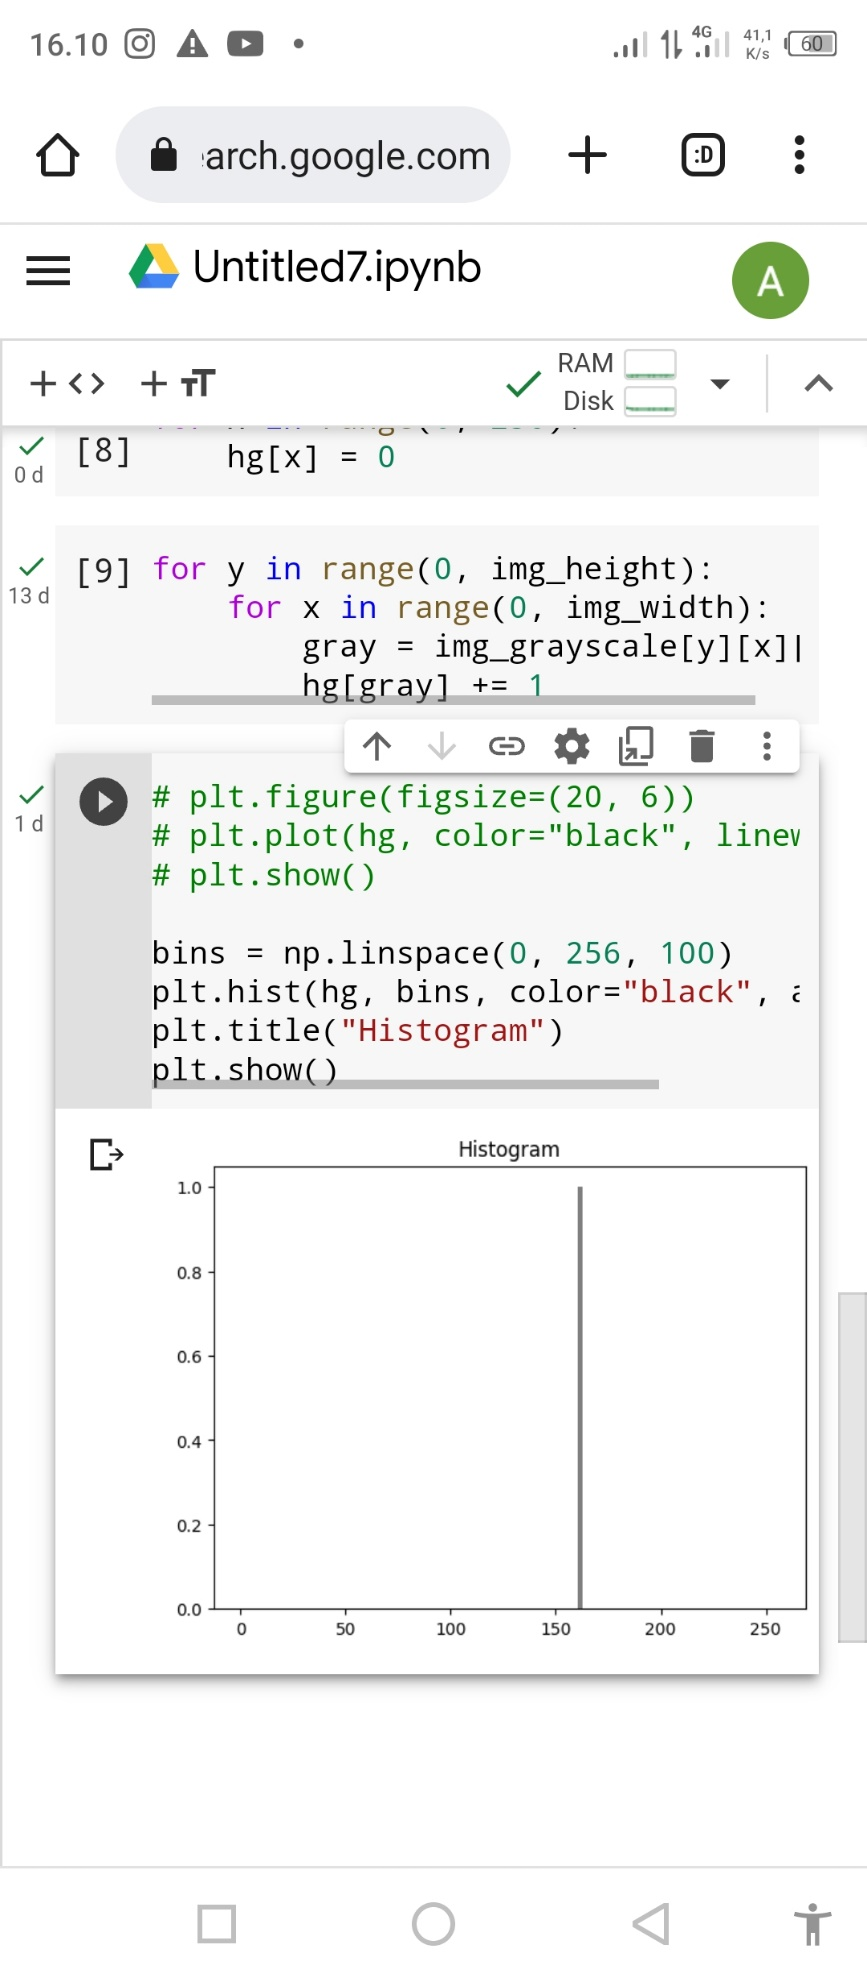 16.10
4G
41,1
K/s
60
arch.google.com
:D
Untitled7.ipynb
A
RAM
Disk
[8]
hg[x] = 0
0 d
[9] for y in range(0, img_height):
for x in range(0, img_width):
gray = img_grayscale[y][x]
hg[gray] += 1
13 d
# plt.figure(figsize=(20, 6))
# plt.plot(hg, color="black", linew
# plt.show()
1 d
bins = np.linspace(0, 256, 100)
plt.hist(hg, bins, color="black",
plt.title("Histogram")
plt.show()
Histogram
1.0
0.8
0.6
0.4
0.2
0.0
0 50 100 150 200 250